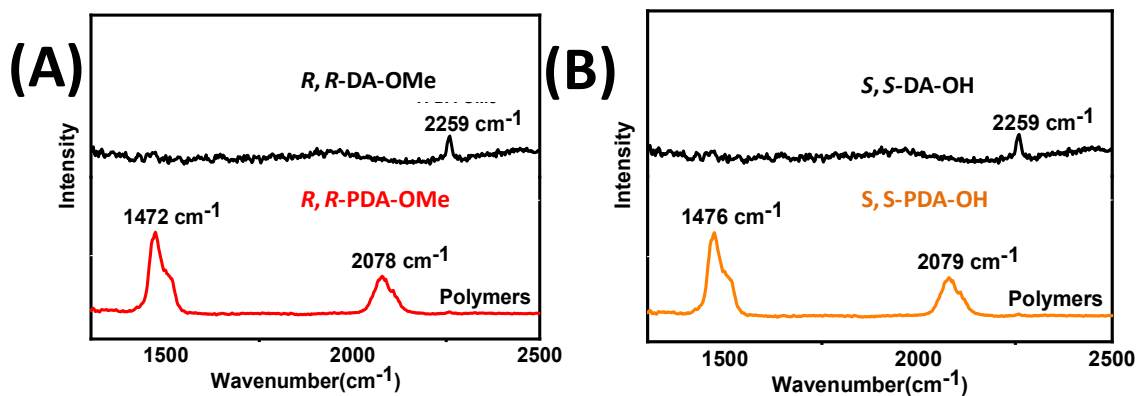 (A)
R, R-DA-OMe
2259 cm-1
R, R-PDA-OMe
1472 cm-1
2078 cm-1
Polymers
Intensity
1500
2000
2500
Wavenumber(cm-1)
(B)
S, S-DA-OH
2259 cm-1
S, S-PDA-OH
1476 cm-1
2079 cm-1
Polymers
Intensity
1500
2000
2500
Wavenumber(cm-1)